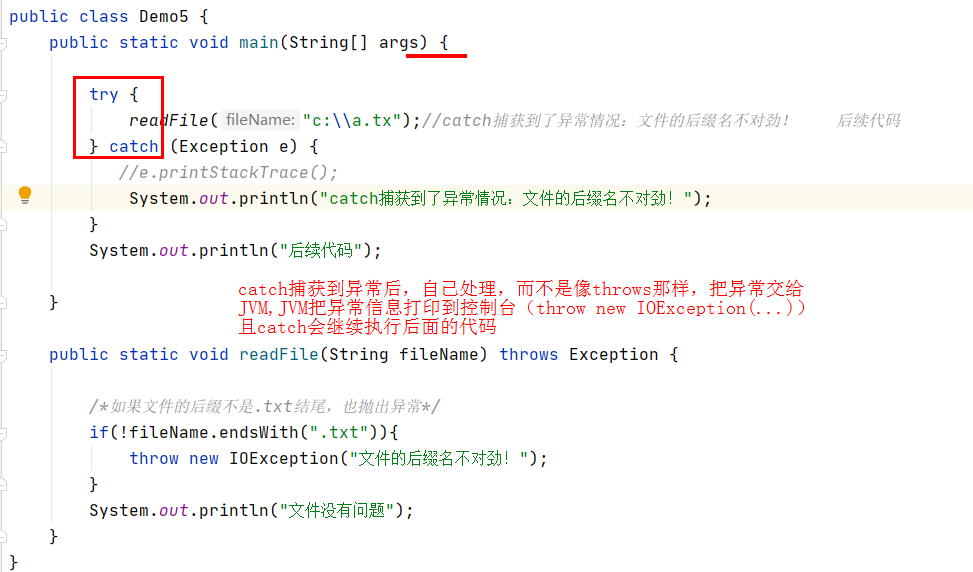 public class Demo5 {
public static void main(String[] args) {
try {
readFile( fileName: "c:\\a.tx");//catch捕获到了异常情况：文件的后缀名不对劲！ 后续代码
} catch (Exception e) {
//e.printStackTrace();
System.out.println("catch捕获到了异常情况：文件的后缀名不对劲！");
}
System.out.println("后续代码");
catch捕获到异常后，自己处理，而不是像throws那样，把异常交给
}
JVM,JVM把异常信息打印到控制台（throw new IOException(...)）
且catch会继续执行后面的代码
public static void readFile(String fileName) throws Exception {
/*如果文件的后缀不是.txt结尾，也抛出异常*/
if(!fileName.endsWith(".txt")){
throw new IOException("文件的后缀名不对劲！");
}
System.out.println("文件没有问题");
}
}